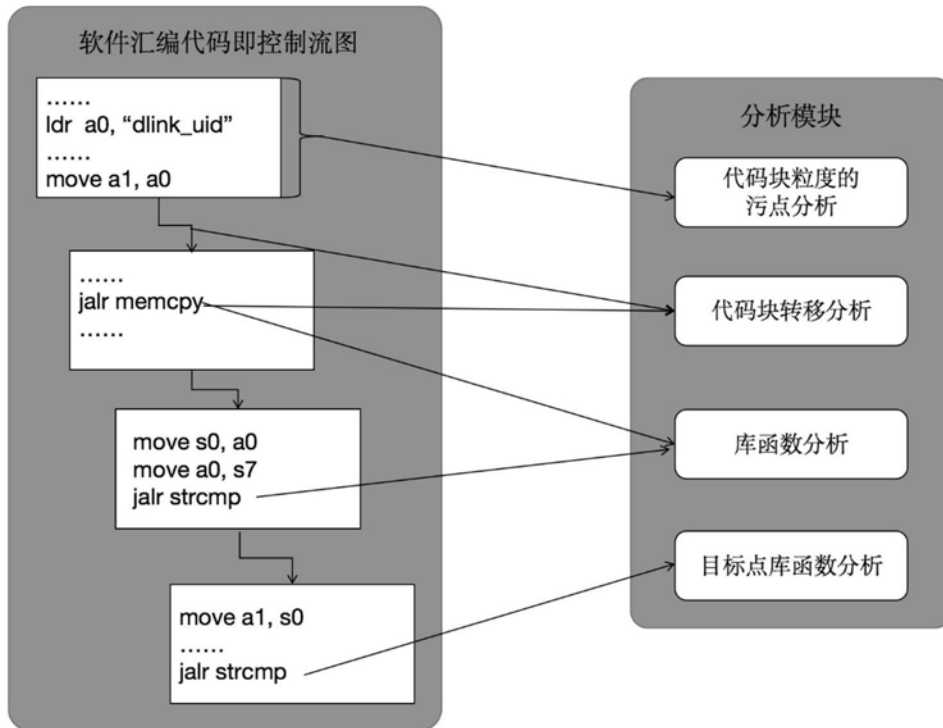 软件汇编代码即控制流图
……
ldr a0, “dlink_uid”
……
move a1, a0
……
jalr memcpy
……
move s0, a0
move a0, s7
jalr strcmp
move a1, s0
……
jalr strcmp
分析模块
代码块粒度的
污点分析
代码块转移分析
库函数分析
目标点库函数分析